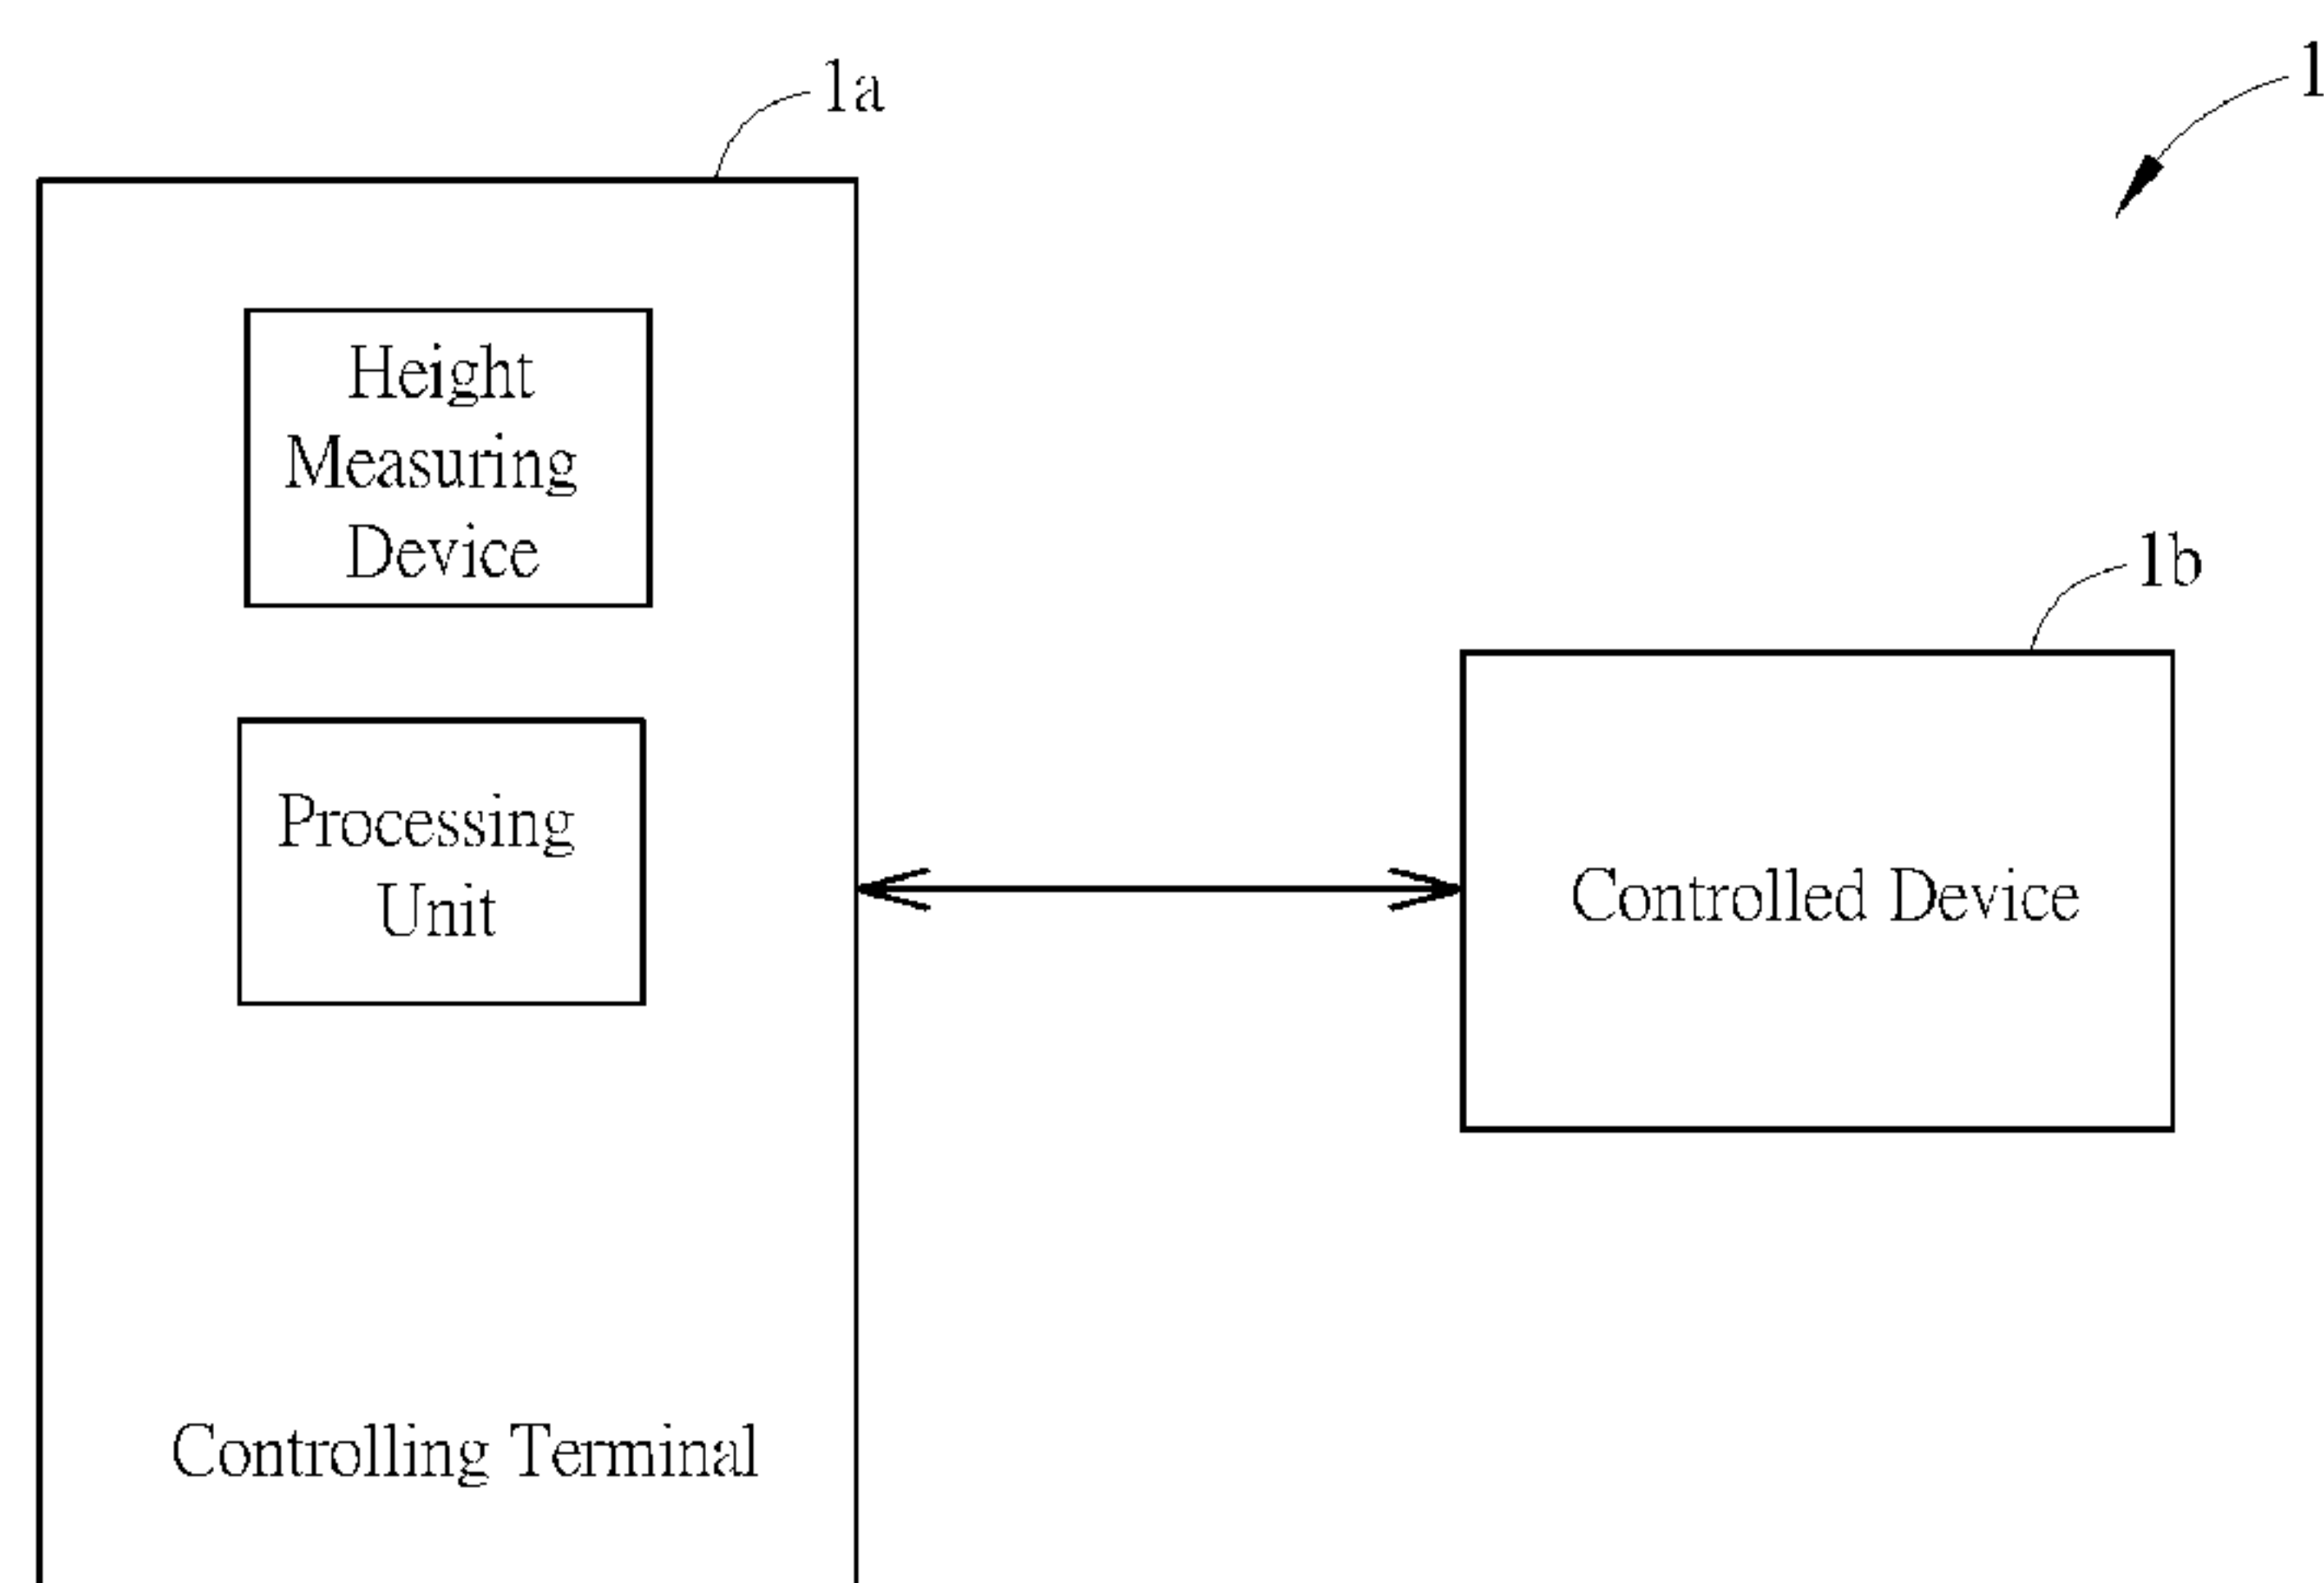 1a
1
Height
Measuring
Device
1b
Processing
Unit
Controlled Device
Controlling Terminal